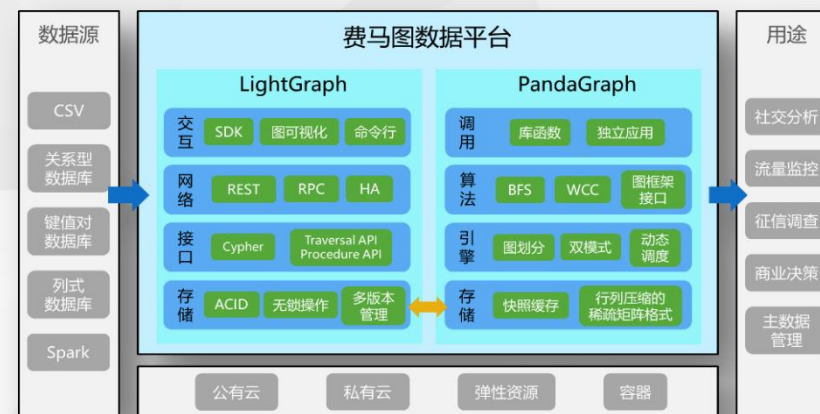 数据源
CSV
关系型
数据库
键值对
数据库
列式
数据库
Spark
费马图数据平台
LightGraph
交互
SDK
图可视化
命令行
网络
REST
RPC
HA
接口
Cypher
Traversal API
Procedure API
存储
ACID
无锁操作
多版本
管理
PandaGraph
调用
库函数
独立应用
算法
BFS
WCC
图框架
接口
引擎
图划分
双模式
动态
调度
存储
快照缓存
行列压缩的
稀疏矩阵格式
用途
社交分析
流量监控
征信调查
商业决策
主数据
管理
公有云
私有云
弹性资源
容器